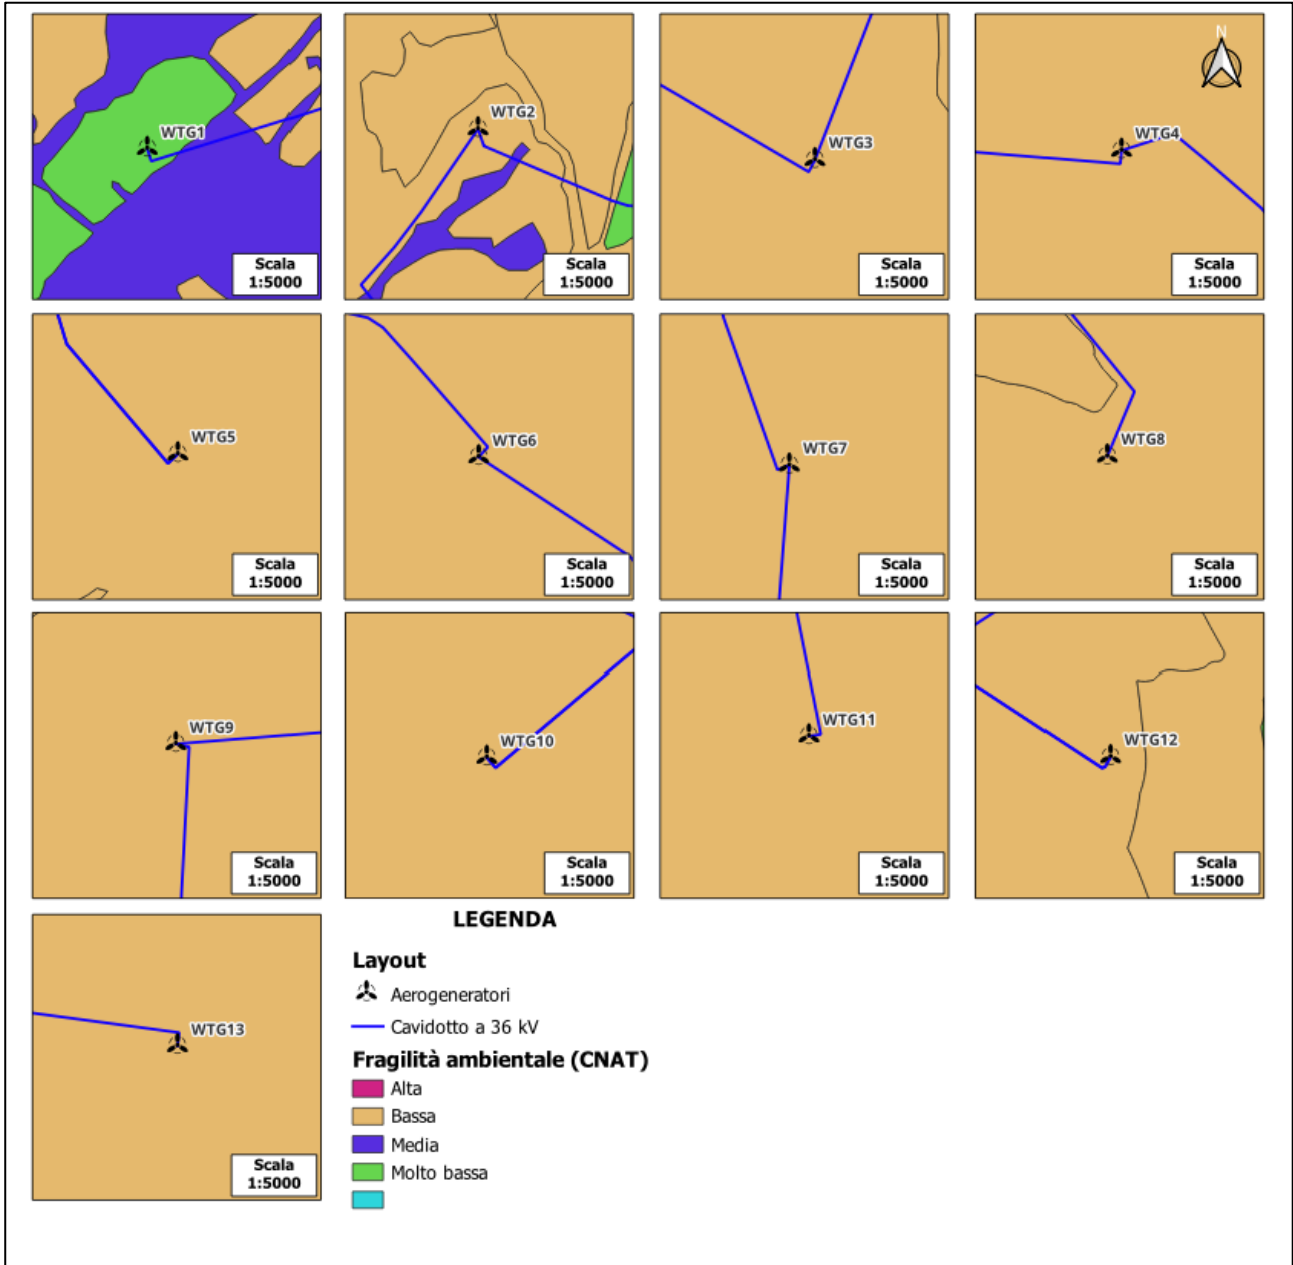 WTG1
Scala
1:5000
WTG2
Scala
1:5000
WTG3
N
WTG4
Scala
1:5000
Scala
1:5000
WTG5
Scala
1:5000
WTG6
Scala
1:5000
WTG7
Scala
1:5000
WTG8
Scala
1:5000
WTG9
Scala
1:5000
WTG10
Scala
1:5000
WTG11
Scala
1:5000
WTG12
Scala
1:5000
WTG13
Scala
1:5000
LEGENDA
Layout
Aerogeneratori
Cavidotto a 36 kV
Fragilità ambientale (CNAT)
Alta
Bassa
Media
Molto bassa